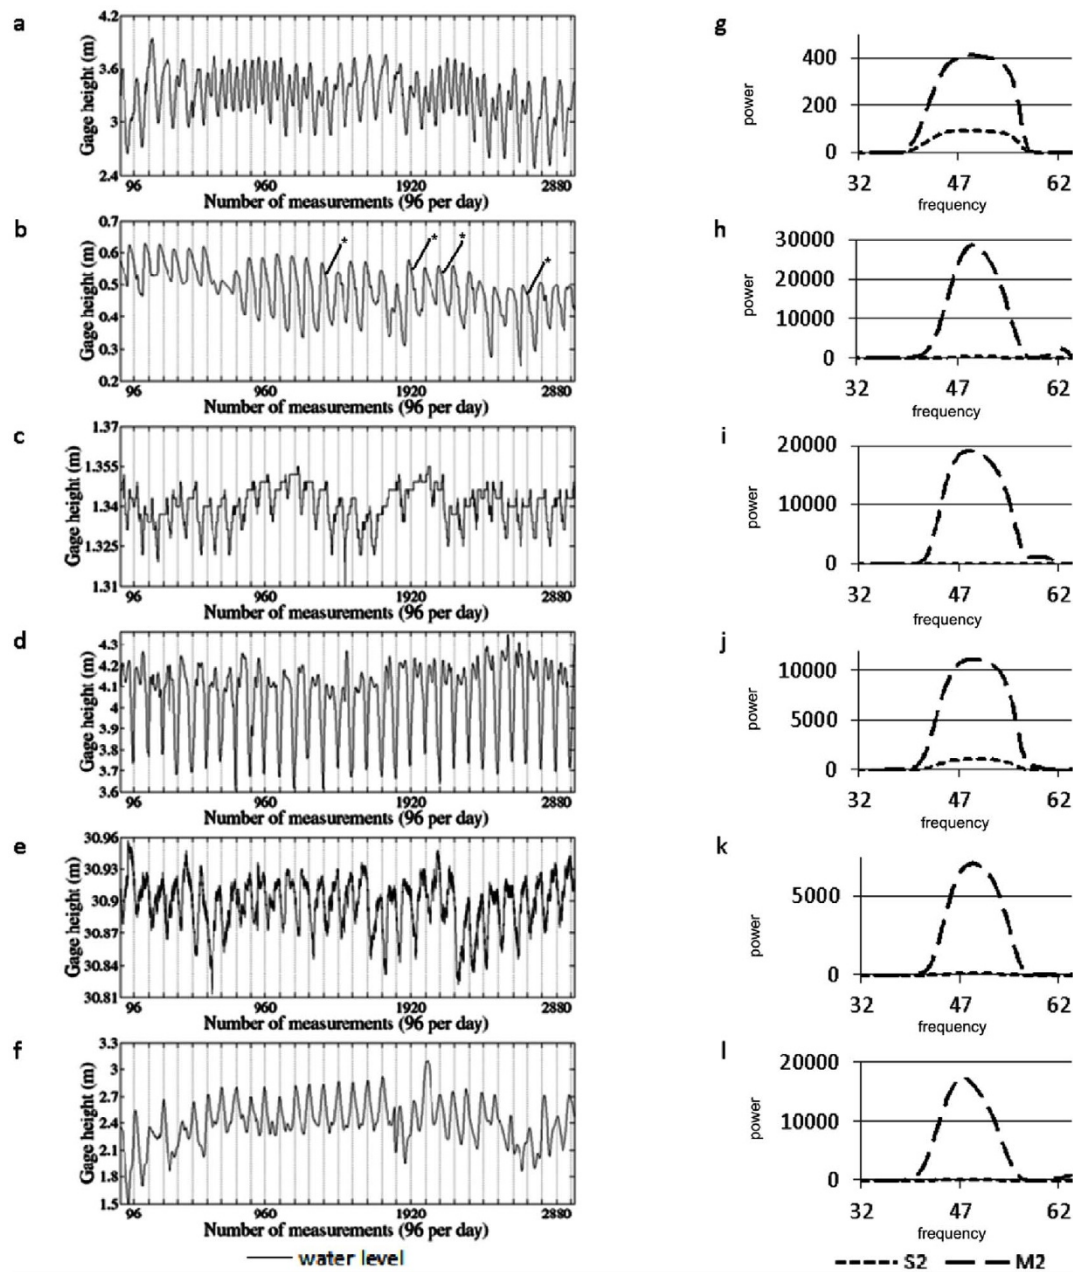 a
4.2
3.6
3
2.4
Gage height (m)
96 960 1920 2880
Number of measurements (96 per day)
g
400
200
0
power
32 47 62
frequency
b
0.7
0.6
0.5
0.4
0.3
0.2
Gage height (m)
* * * *
96 960 1920 2880
Number of measurements (96 per day)
h
30000
20000
10000
0
power
32 47 62
frequency
c
1.37
1.355
1.34
1.325
1.31
Gage height (m)
96 960 1920 2880
Number of measurements (96 per day)
i
20000
10000
0
power
32 47 62
frequency
d
4.3
4.2
4.1
4
3.9
3.8
3.7
3.6
Gage height (m)
96 960 1920 2880
Number of measurements (96 per day)
j
10000
5000
0
power
32 47 62
frequency
e
30.96
30.93
30.9
30.87
30.84
30.81
Gage height (m)
96 960 1920 2880
Number of measurements (96 per day)
k
5000
0
power
32 47 62
frequency
f
3.3
3
2.7
2.4
2.1
1.8
1.5
Gage height (m)
96 960 1920 2880
Number of measurements (96 per day)
water level
l
20000
10000
0
power
32 47 62
frequency
S2 M2